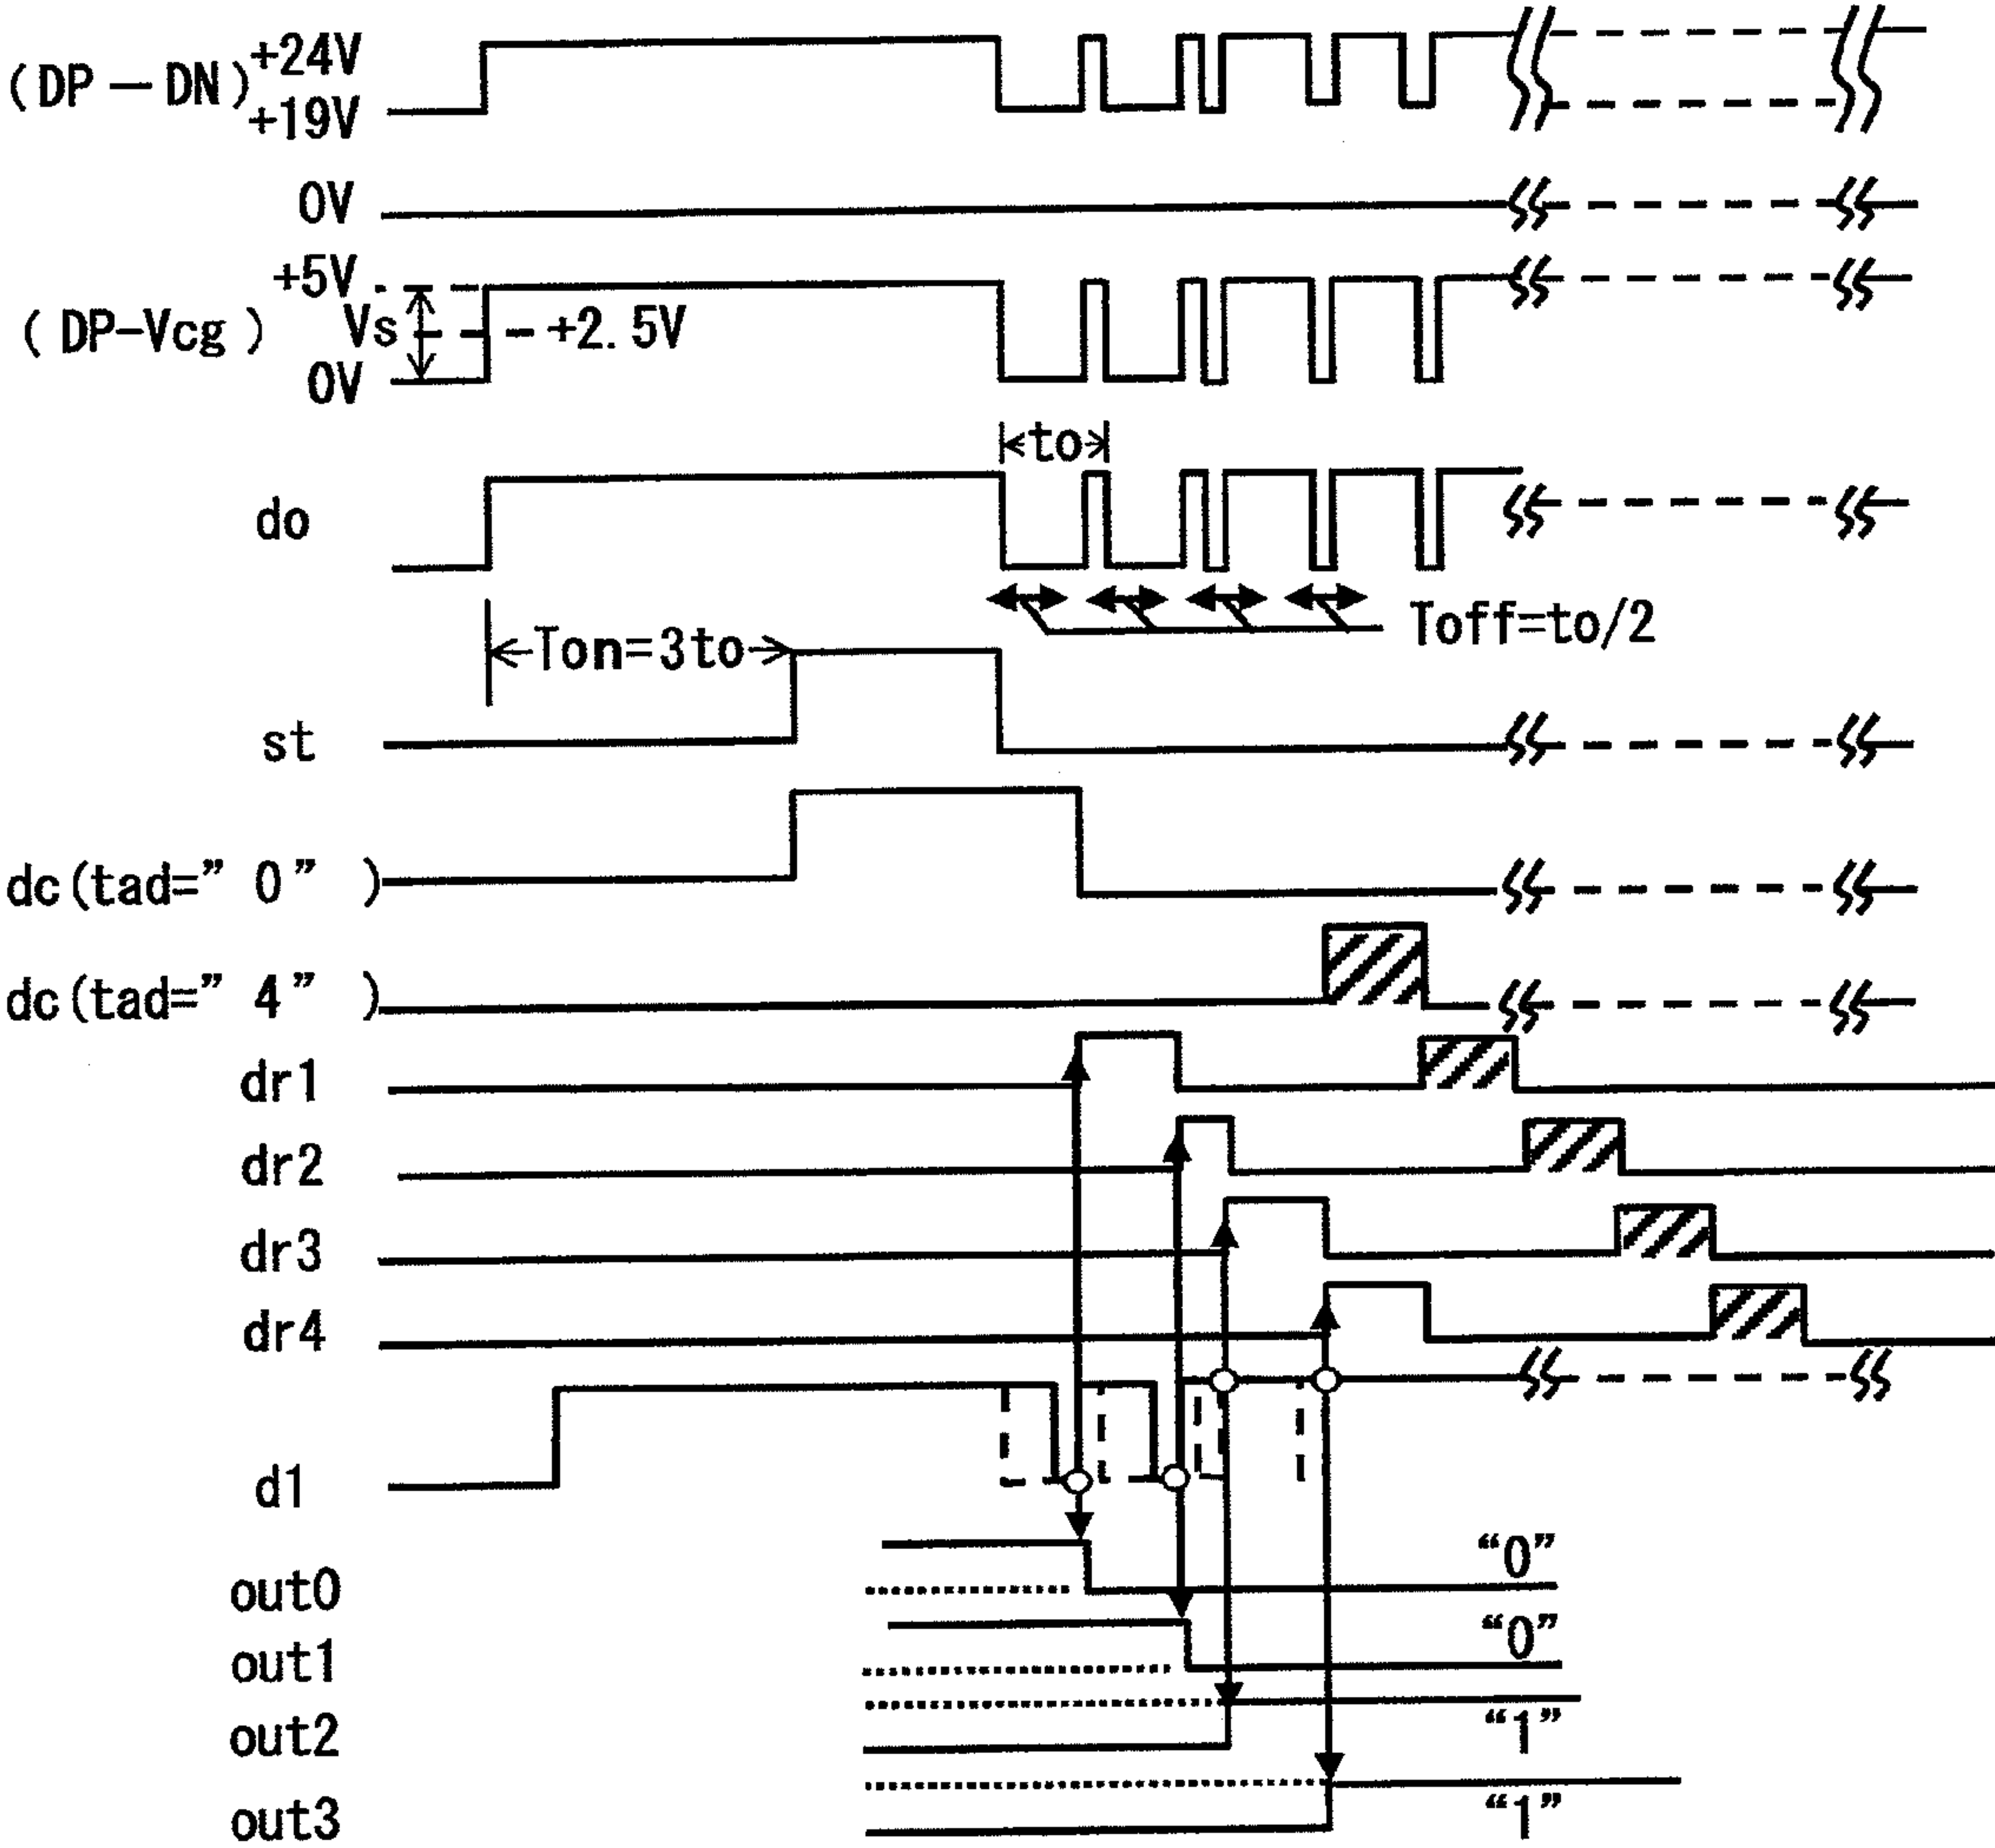 +24V
(DP—DN)
+19V
0V
+5V
(DP-Vcg) Vs +2.5V
0V
to
do
Toff=to/2
Ton=3to
st
dc(tad=”0”)
dc(tad=”4”)
dr1
dr2
dr3
dr4
d1
“0”
out0
“0”
out1
out2 “1”
out3 “1”